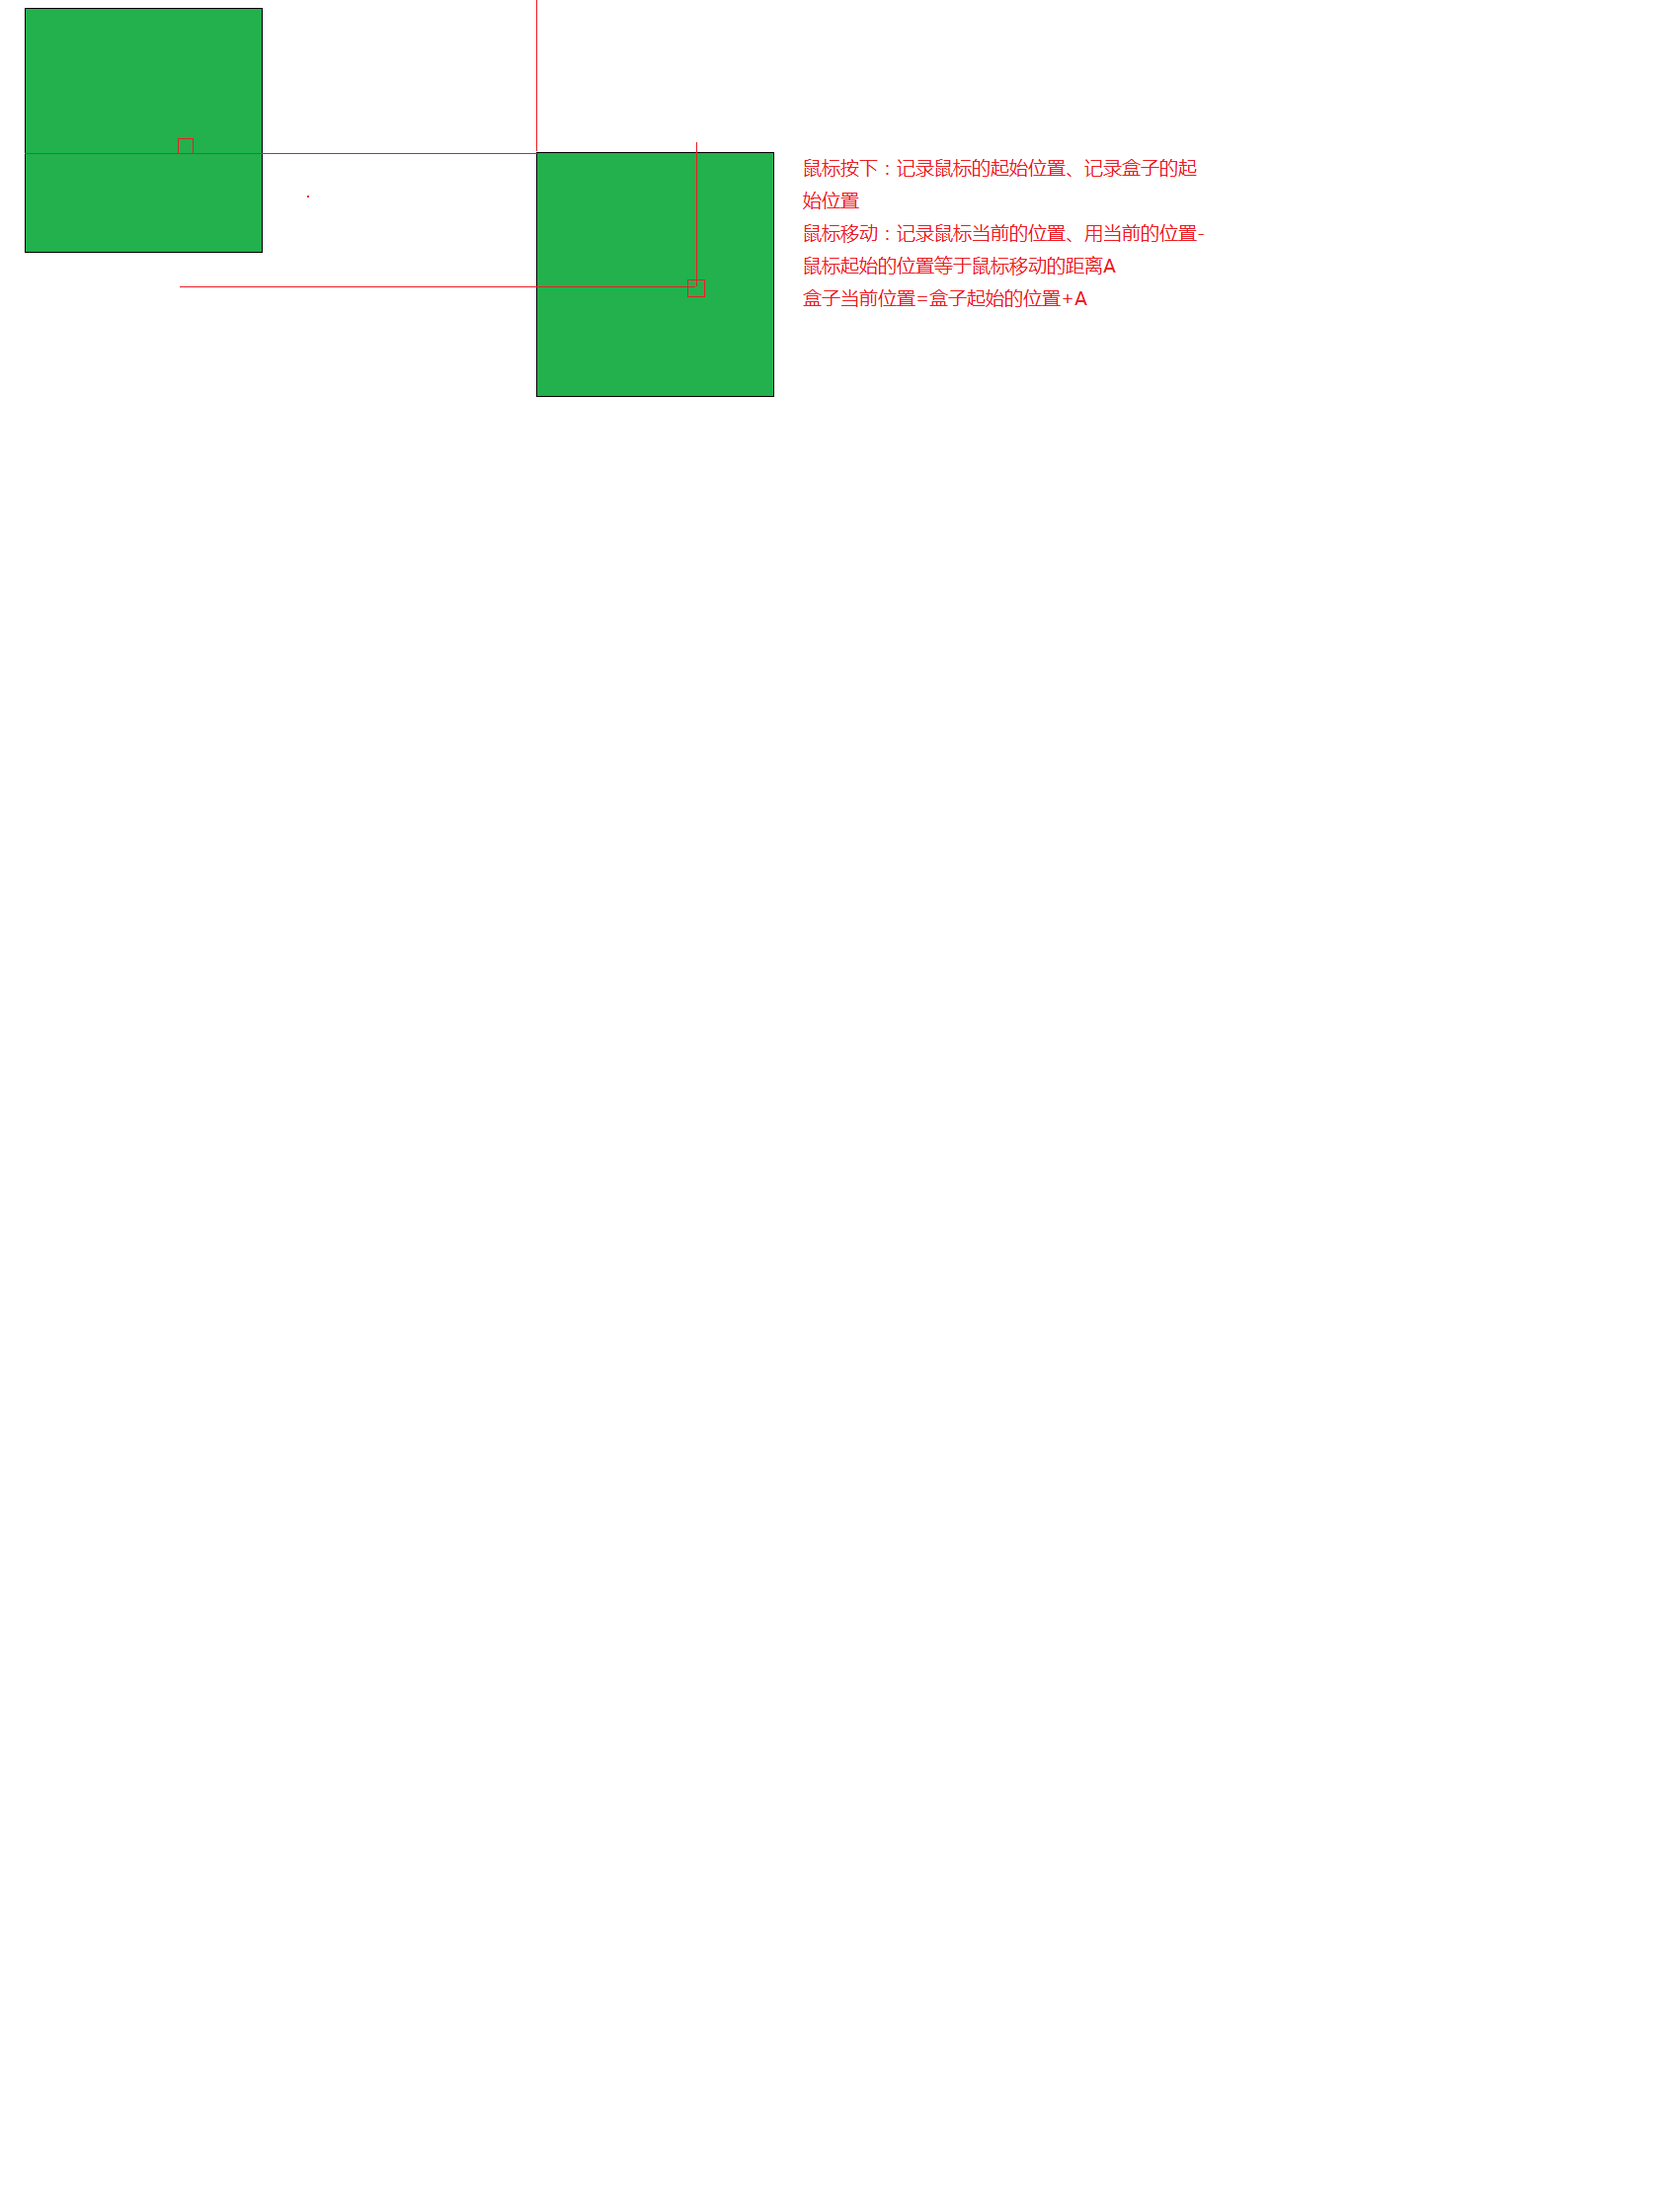 鼠标按下：记录鼠标的起始位置、记录盒子的起
始位置
鼠标移动：记录鼠标当前的位置、用当前的位置-
鼠标起始的位置等于鼠标移动的距离A
盒子当前位置=盒子起始的位置+A